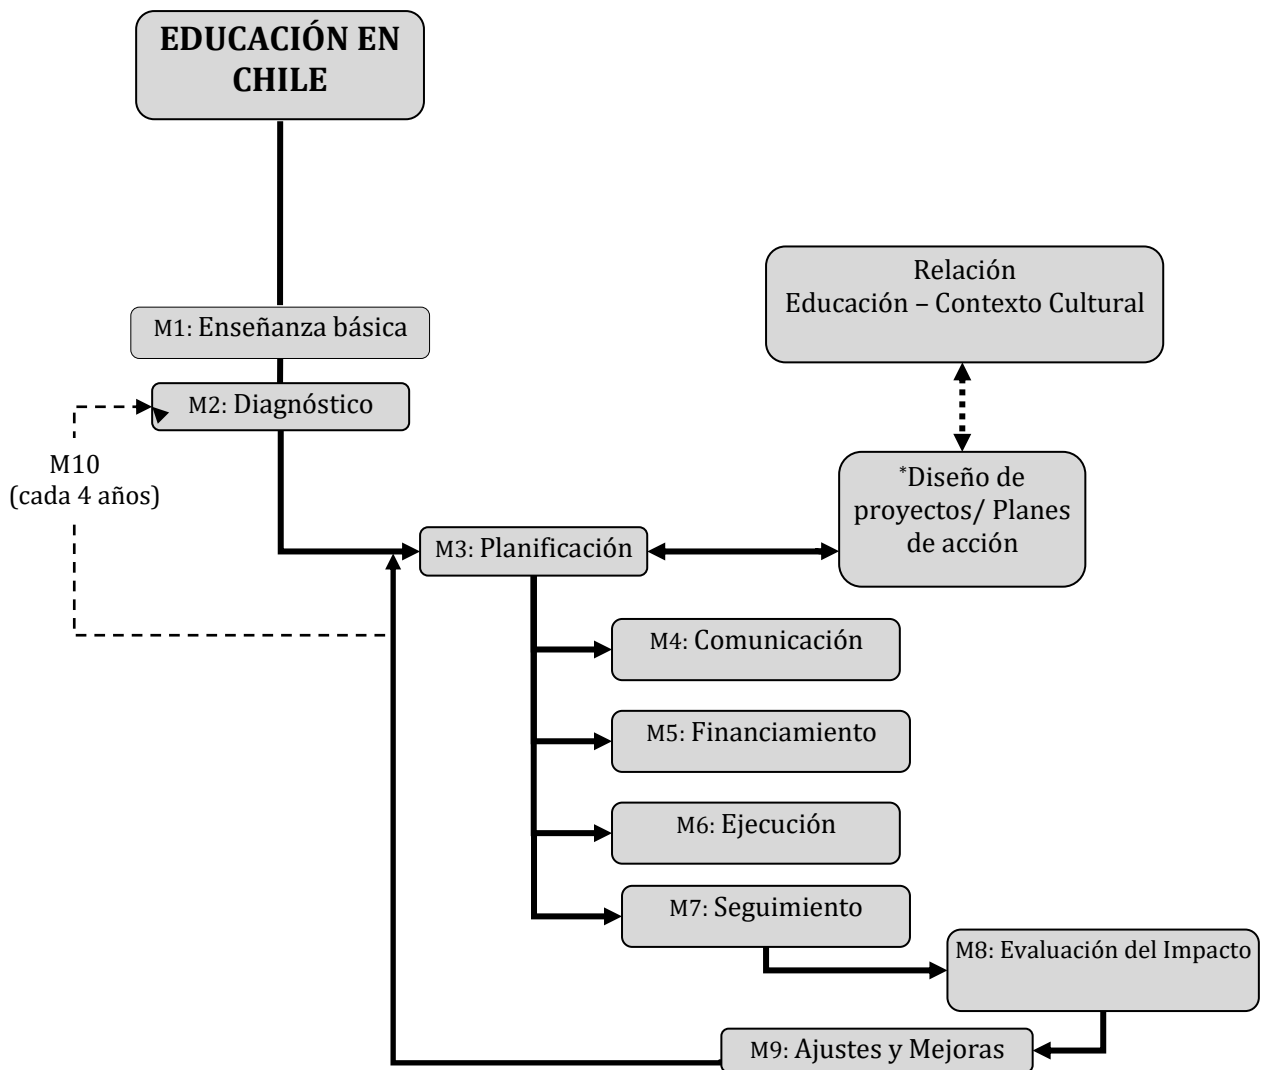 EDUCACIÓN EN
CHILE
Relación
Educación – Contexto Cultural
M1: Enseñanza básica
M2: Diagnóstico
M10
(cada 4 años)
*Diseño de
proyectos/ Planes
de acción
M3: Planificación
M4: Comunicación
M5: Financiamiento
M6: Ejecución
M7: Seguimiento
M8: Evaluación del Impacto
M9: Ajustes y Mejoras